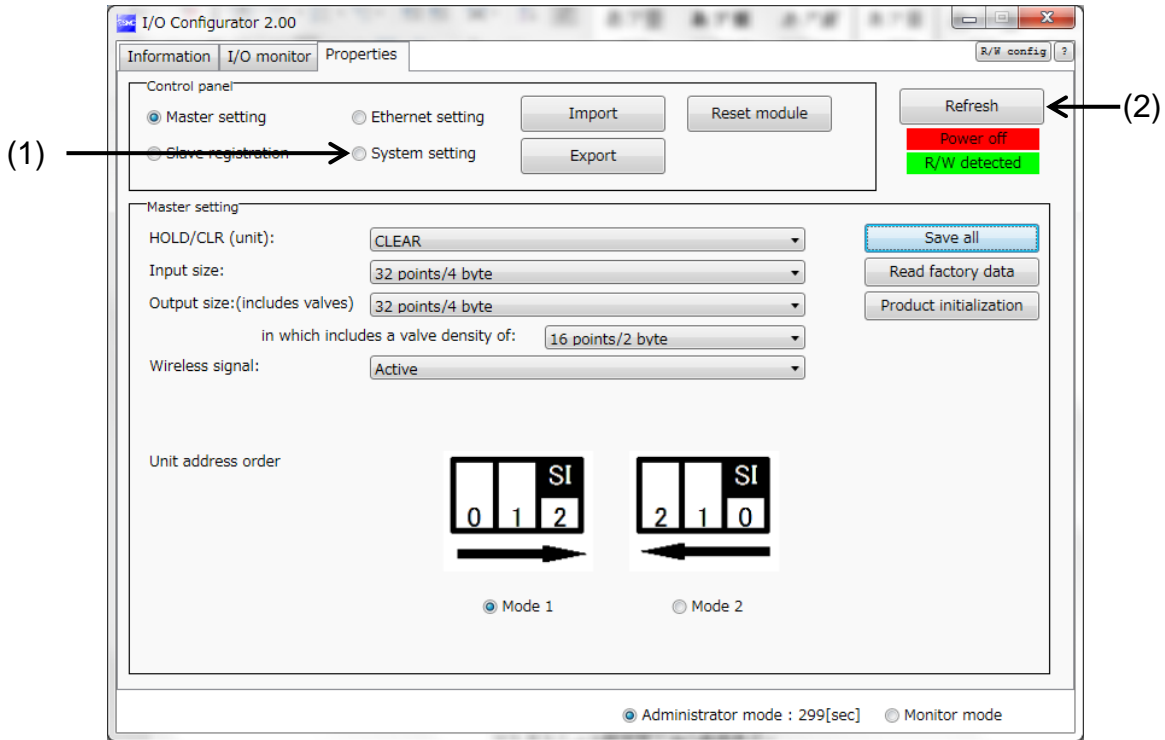 I/O Configurator 2.00
Information I/O monitor Properties R/W config ?
Control panel
Master setting Ethernet setting Import Reset module Refresh (2)
Power off
(1) Slave registration System setting Export R/W detected
Master setting
HOLD/CLR (unit): CLEAR Save all
Input size: 32 points/4 byte Read factory data
Output size:(includes valves) 32 points/4 byte Product initialization
in which includes a valve density of: 16 points/2 byte
Wireless signal: Active
Unit address order
SI SI
0 1 2 2 1 0
Mode 1 Mode 2
Administrator mode : 299[sec] Monitor mode